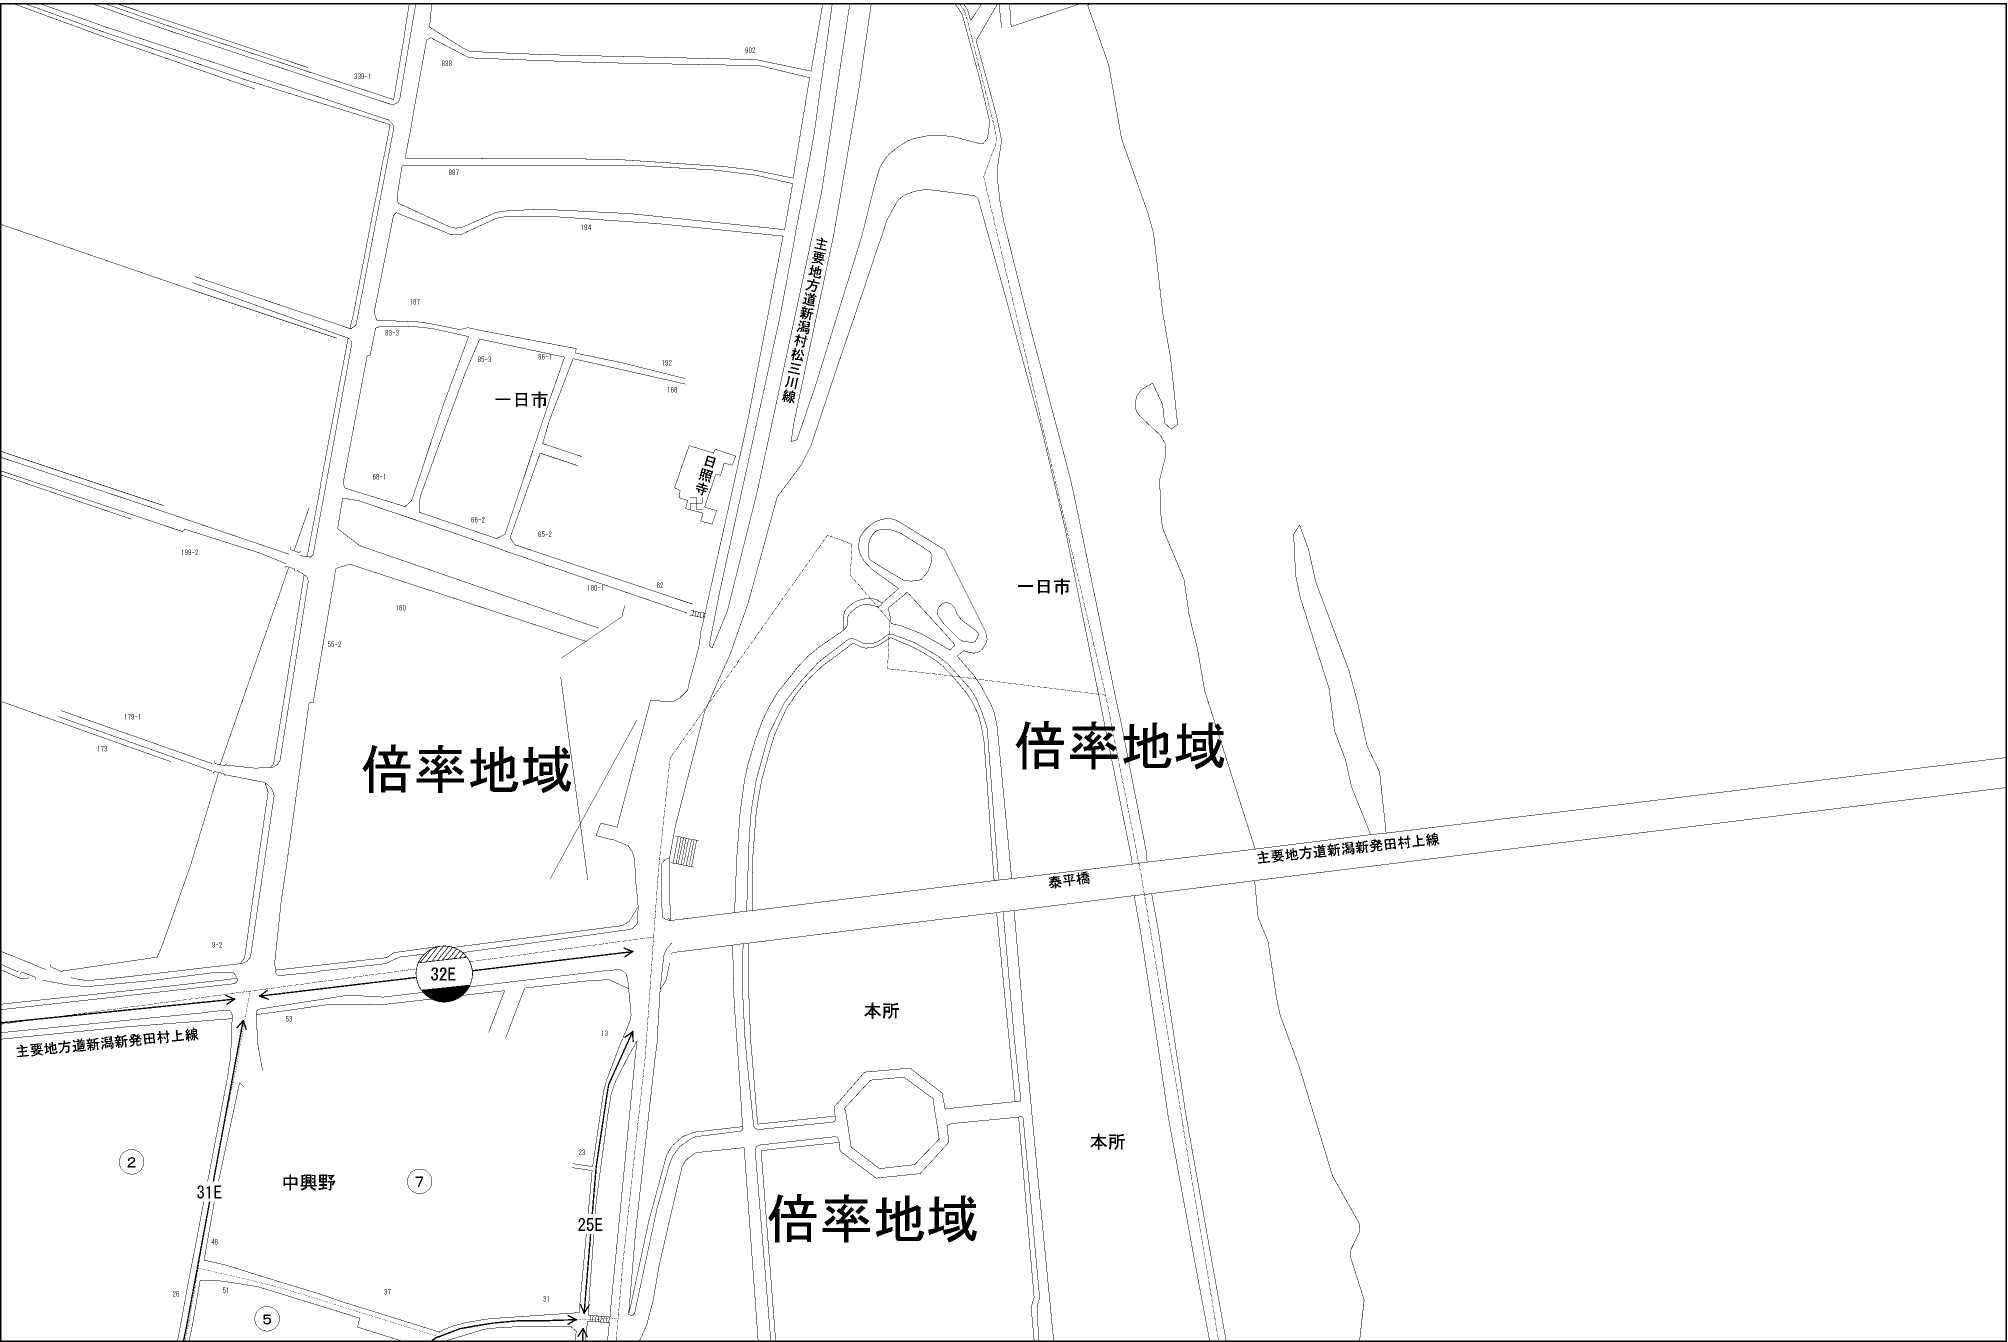 902
838
339-1
887
194
主要地方道新潟村松三川線
187
83-3
85-3
86-1
192
168
一日市
日照寺
68-1
66-2
65-2
199-2
62
180-1
180
一日市
55-2
179-1
173
倍率地域
倍率地域
主要地方道新潟新発田村上線
泰平橋
9-2
32E
本所
53
13
主要地方道新潟新発田村上線
本所
2
23
中興野
7
31E
倍率地域
25E
46
26
51
37
31
5